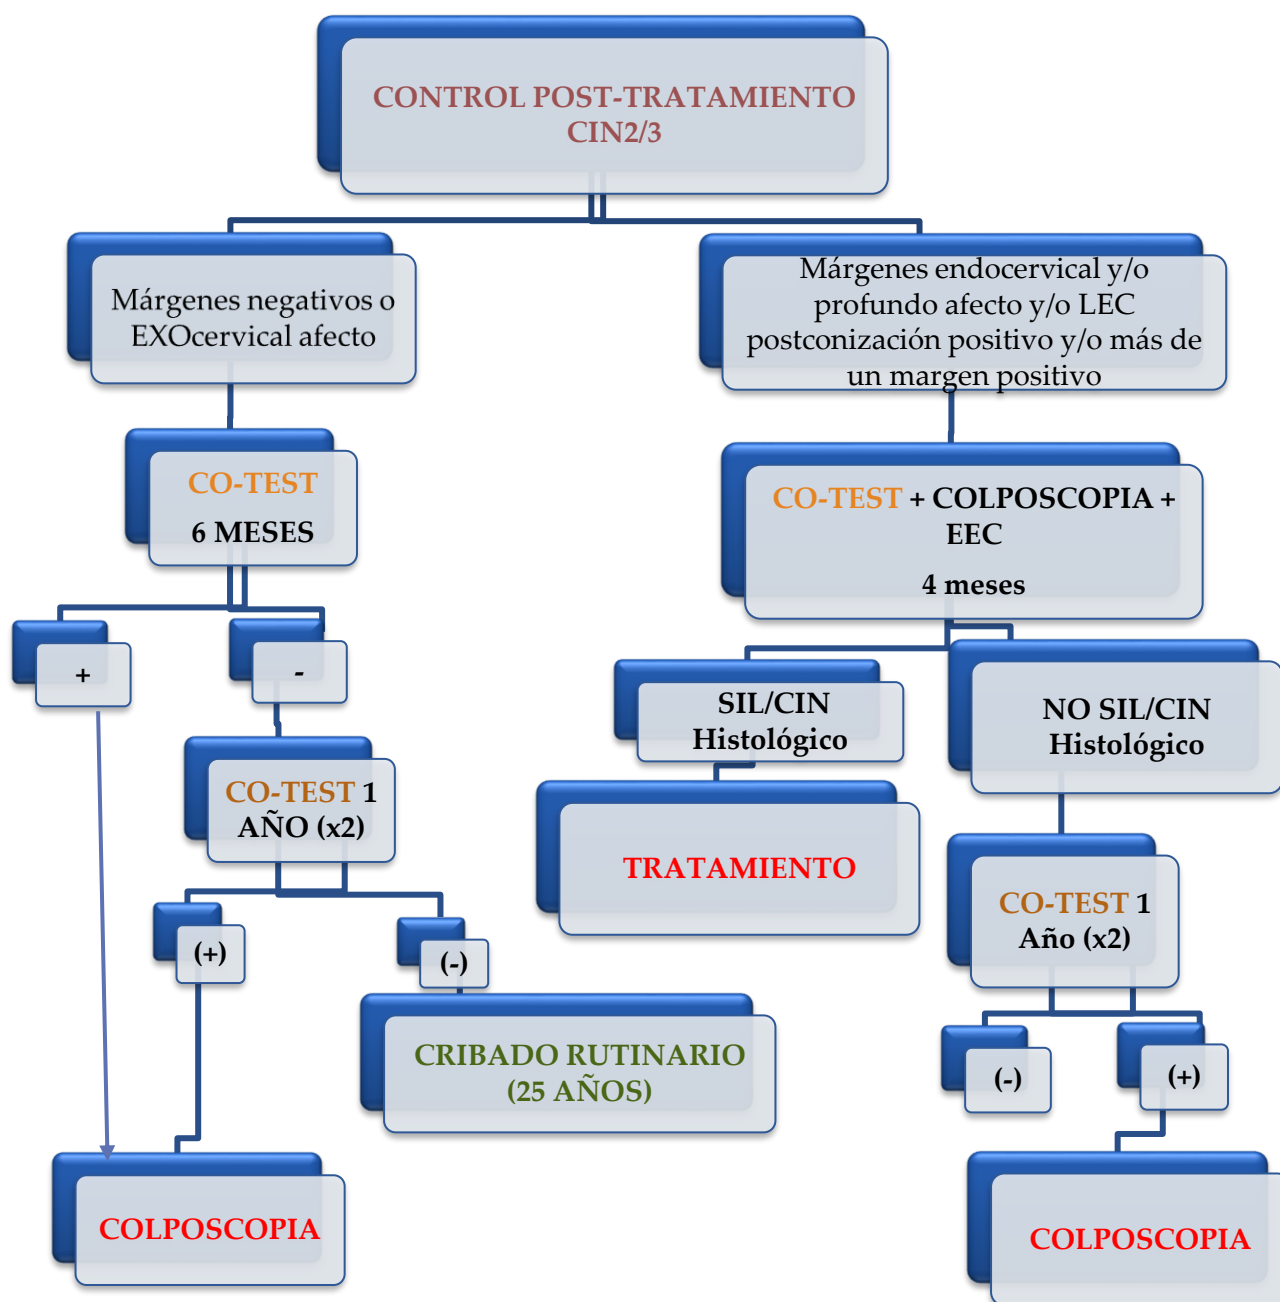 CONTROL POST-TRATAMIENTO
CIN2/3
Márgenes negativos o
EXOcervical afecto
Márgenes endocervical y/o
profundo afecto y/o LEC
postconización positivo y/o más de
un margen positivo
CO-TEST
6 MESES
CO-TEST + COLPOSCOPIA +
EEC
4 meses
+
-
SIL/CIN
Histológico
NO SIL/CIN
Histológico
CO-TEST 1
AÑO (x2)
TRATAMIENTO
CO-TEST 1
Año (x2)
(+)
(-)
CRIBADO RUTINARIO
(25 AÑOS)
(-)
(+)
COLPOSCOPIA
COLPOSCOPIA